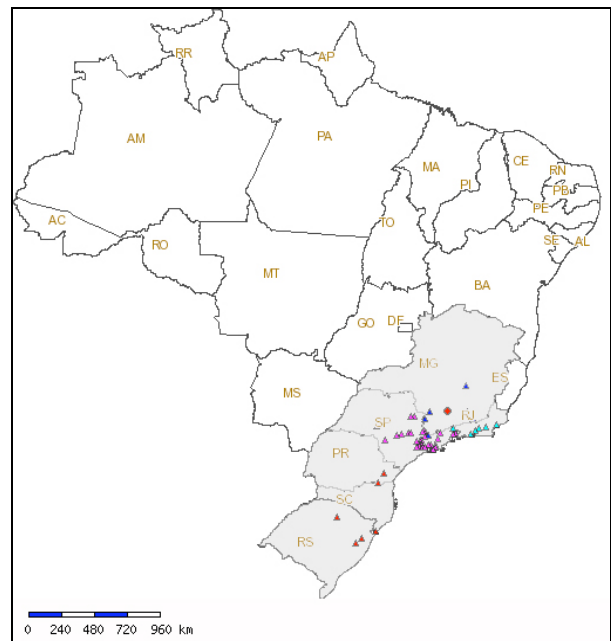 RR
AP
AM
PA
MA
CE
RN
PI
PB
PE
AC
TO
SE
AL
RO
MT
BA
GO
DF
MG
ES
MS
SP
RJ
PR
SC
RS
0 240 480 720 960 km